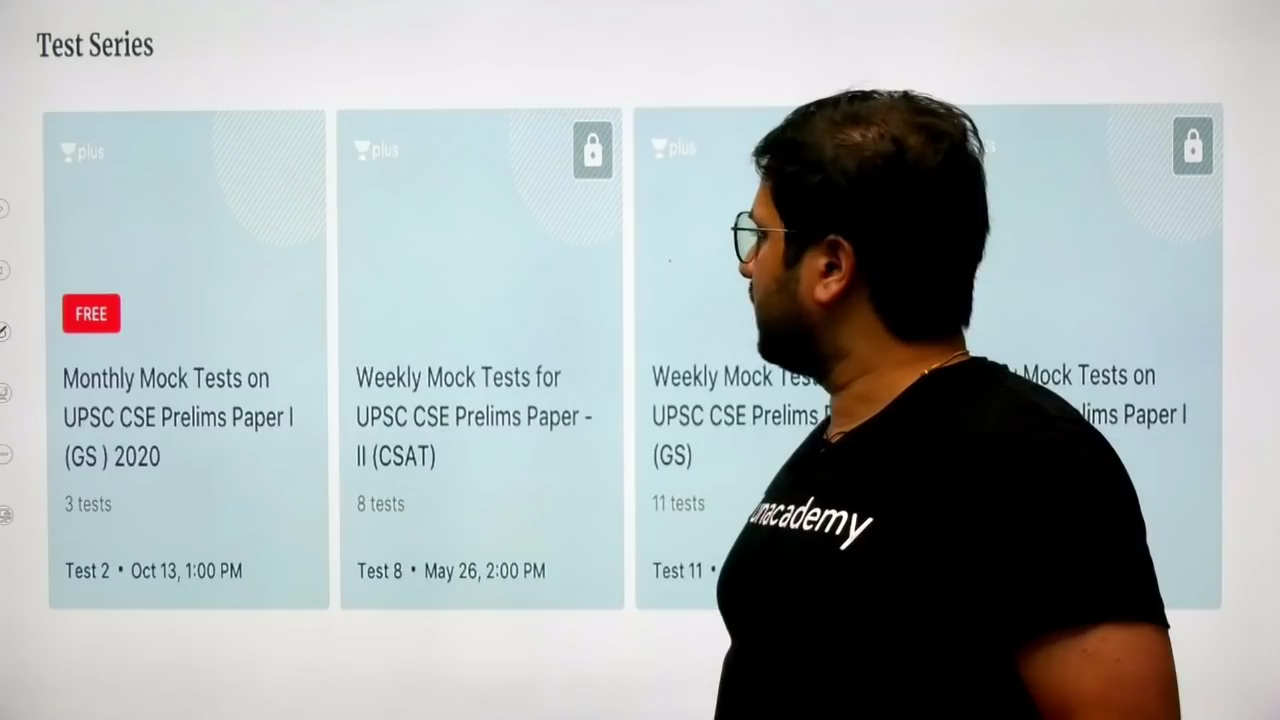 Test Series
plus
plus
plus
FREE
Monthly Mock Tests on
UPSC CSE Prelims Paper I
(GS ) 2020
3 tests
Test 2 • Oct 13, 1:00 PM
Weekly Mock Tests for
UPSC CSE Prelims Paper -
II (CSAT)
8 tests
Test 8 • May 26, 2:00 PM
Weekly Mock
UPSC CSE Prelims
(GS)
11 tests
Test 11 •
Mock Tests on
Paper I
unacademy